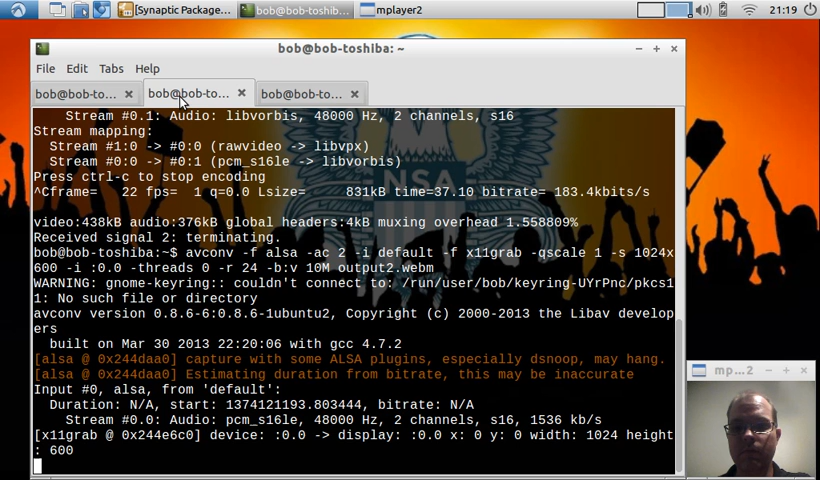 [Synaptic Package... bob@bob-toshiba: ~... mplayer2 21:19
bob@bob-toshiba: ~
File Edit Tabs Help
bob@bob-to... bob@bob-to... bob@bob-to...
Stream #0.1: Audio: libvorbis, 48000 Hz, 2 channels, s16
Stream mapping:
Stream #1:0 -> #0:0 (rawvideo -> libvpx)
Stream #0:0 -> #0:1 (pcm_s16le -> libvorbis)
Press ctrl-c to stop encoding
^Cframe=   22 fps=  1 q=0.0 Lsize=     831kB time=37.10 bitrate= 183.4kbits/s
video:438kB audio:376kB global headers:4kB muxing overhead 1.558809%
Received signal 2: terminating.
bob@bob-toshiba:~$ avconv -f alsa -ac 2 -i default -f x11grab -qscale 1 -s 1024x
600 -i :0.0 -threads 0 -r 24 -b:v 10M output2.webm
WARNING: gnome-keyring:: couldn't connect to: /run/user/bob/keyring-UYrPnc/pkcs1
1: No such file or directory
avconv version 0.8.6-6:0.8.6-1ubuntu2, Copyright (c) 2000-2013 the Libav develop
ers
built on Mar 30 2013 22:20:06 with gcc 4.7.2
[alsa @ 0x244daa0] capture with some ALSA plugins, especially dsnoop, may hang.
[alsa @ 0x244daa0] Estimating duration from bitrate, this may be inaccurate
Input #0, alsa, from 'default':
Duration: N/A, start: 1374121193.803444, bitrate: N/A
Stream #0.0: Audio: pcm_s16le, 48000 Hz, 2 channels, s16, 1536 kb/s
[x11grab @ 0x244e6c0] device: :0.0 -> display: :0.0 x: 0 y: 0 width: 1024 height
: 600
NSA
mp...2